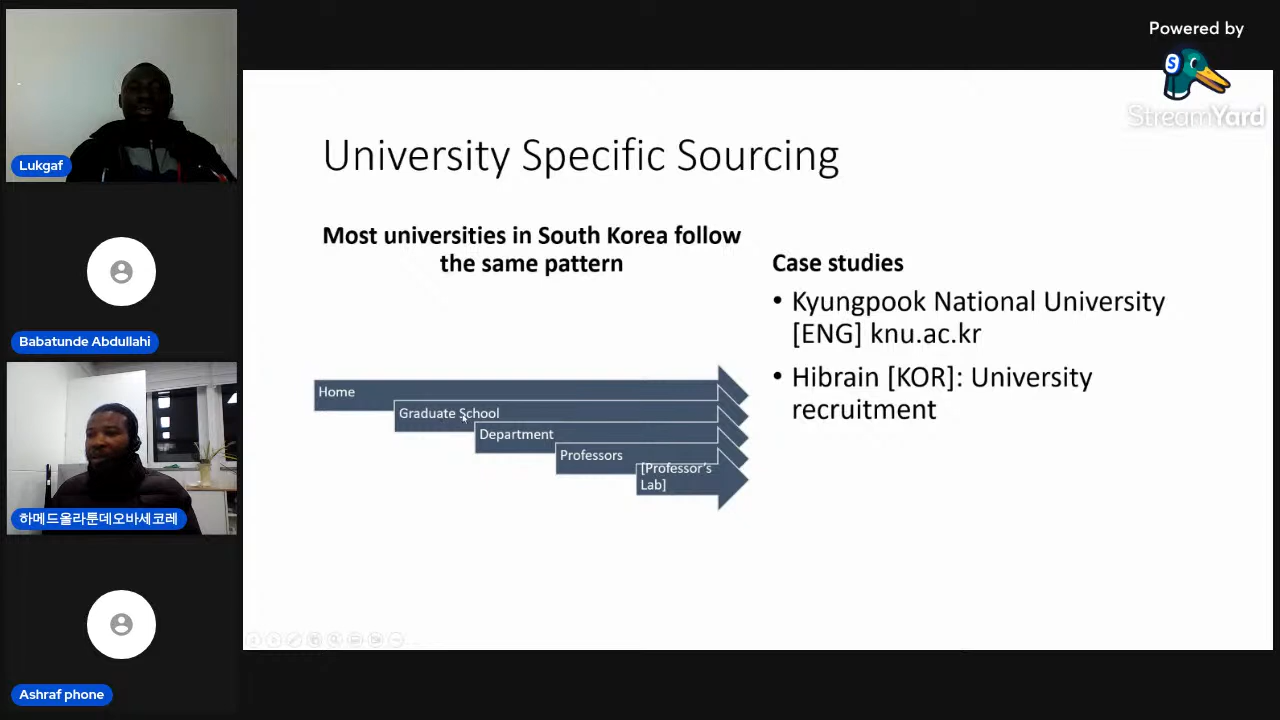 Powered by
StreamYard
Lukgaf
Babatunde Abdullahi
하메드올라툰데오바세코레
Ashraf phone
University Specific Sourcing
Most universities in South Korea follow
the same pattern
Home
Graduate School
Department
Professors
[Professor's
Lab]
Case studies
• Kyungpook National University
[ENG] knu.ac.kr
• Hibrain [KOR]: University
recruitment